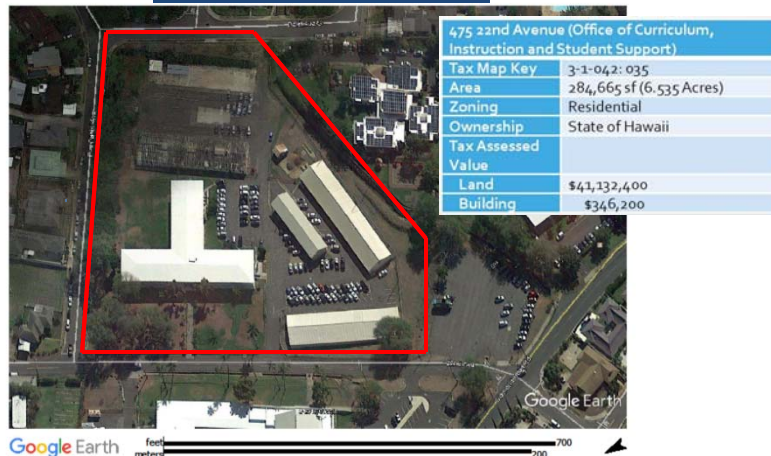 475 22nd Avenue (Office of Curriculum,
Instruction and Student Support)
Tax Map Key 3-1-042: 035
Area 284,665 sf (6.535 Acres)
Zoning Residential
Ownership State of Hawaii
Tax Assessed
Value
Land $41,132,400
Building $346,200
Google Earth
Google Earth
feet 700
meters 200